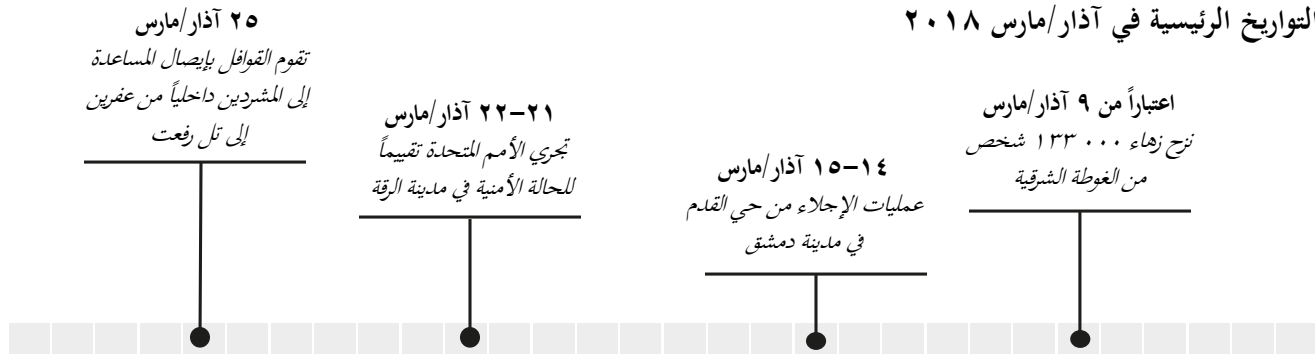 التواريخ الرئيسية في آذار/مارس ٢٠١٨
اعتباراً من ٩ آذار/مارس
نزح زهاء ٠٠٠ ١٣٣ شخص
من الغوطة الشرقية
١٤-١٥ آذار/مارس
عمليات الإجلاء من حي القدم
في مدينة دمشق
٢١-٢٢ آذار/مارس
تجري الأمم المتحدة تقييماً
للحالة الأمنية في مدينة الرقة
٢٥ آذار/مارس
تقوم القوافل بإيصال المساعدة
إلى المشردين داخلياً من عفرين
إلى تل رفعت